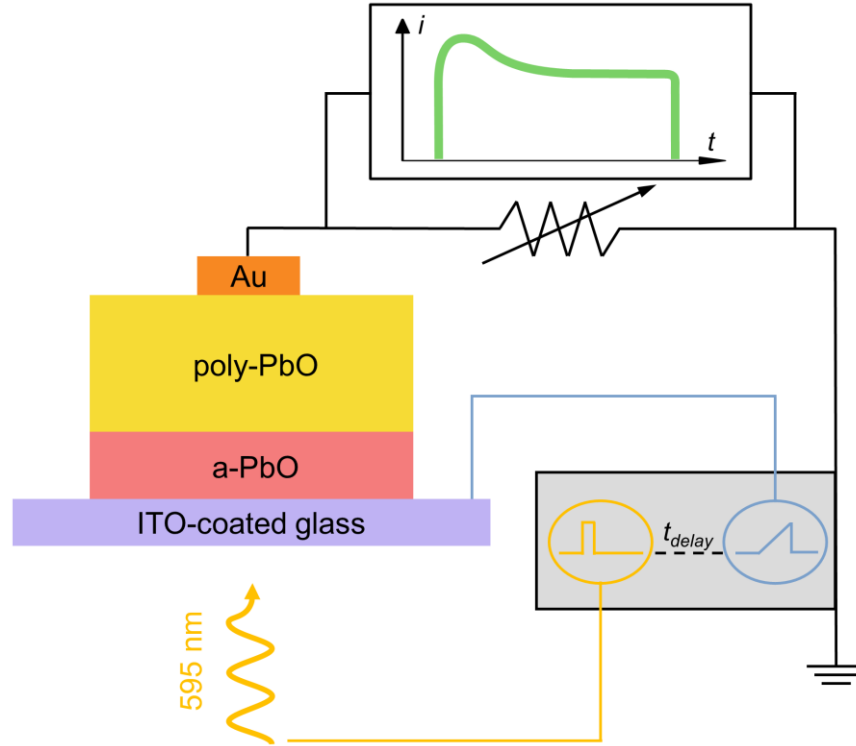 i
t
Au
poly-PbO
a-PbO
ITO-coated glass
t_delay
595 nm